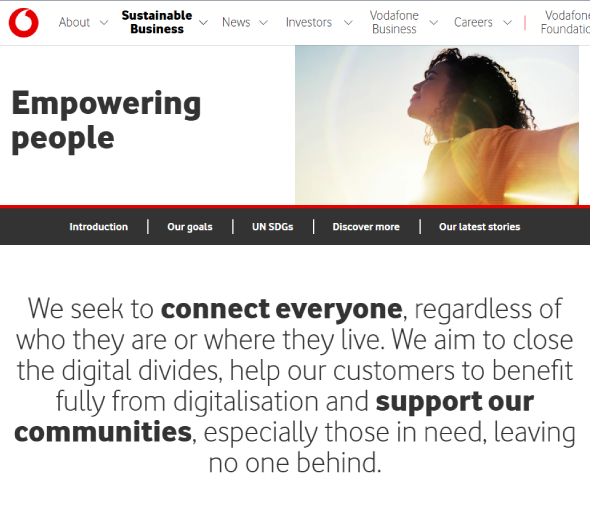 About
Sustainable
Business
News
Investors
Vodafone
Business
Careers
Empowering
people
Introduction
Our goals
UN SDGs
Discover more
Our latest stories
We seek to connect everyone, regardless of
who they are or where they live. We aim to close
the digital divides, help our customers to benefit
fully from digitalisation and support our
communities, especially those in need, leaving
no one behind.